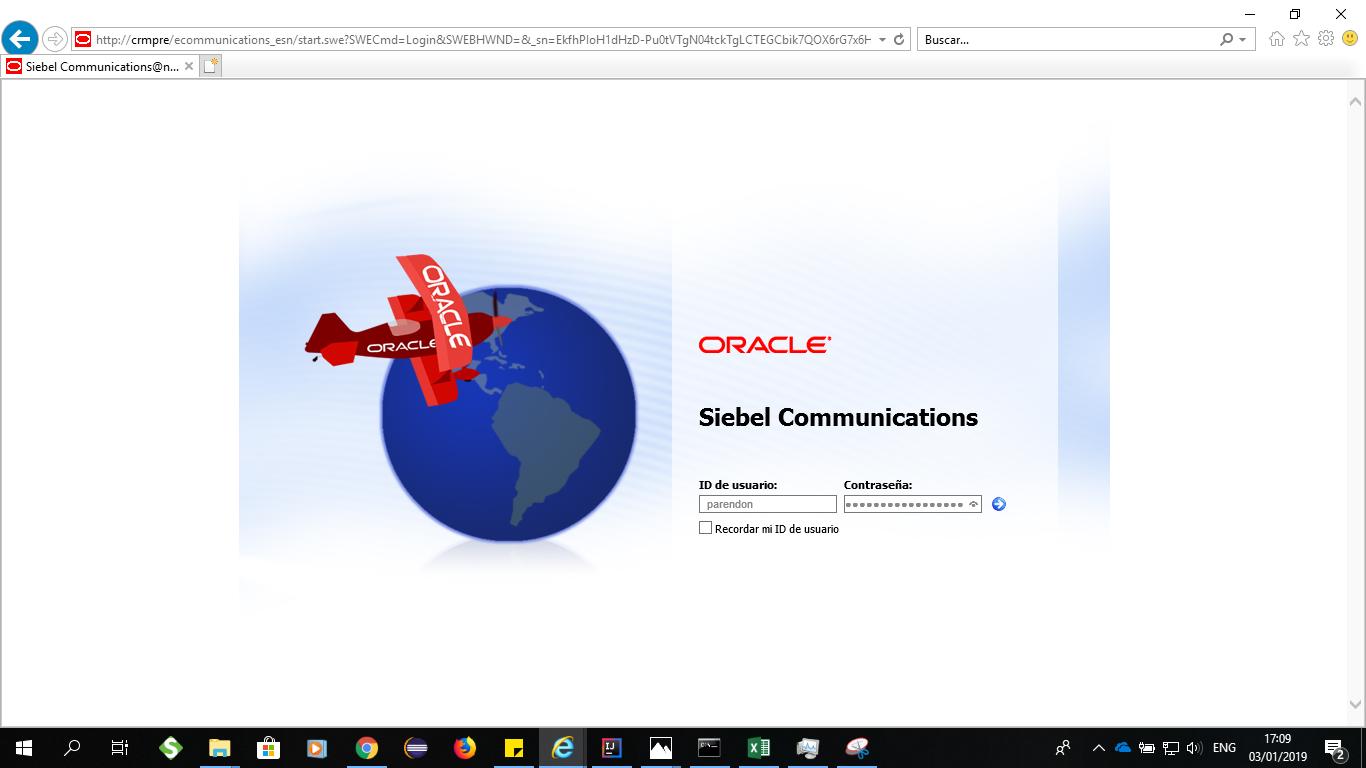 http://crmpre/ecommunications_esn/start.swe?SWECmd=Login&SWEBHWND=&_sn=EkfhPIoH1dHzD-Pu0tVTgN04tckTgLCTEGCbik7QOX6rG7x6H
Buscar...
Siebel Communications@n...
ORACLE
ORACLE
ORACLE
Siebel Communications
ID de usuario:
Contraseña:
parendon
Recordar mi ID de usuario
ENG
17:09
03/01/2019
2